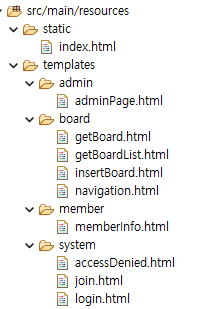 src/main/resources
static
index.html
templates
admin
adminPage.html
board
getBoard.html
getBoardList.html
insertBoard.html
navigation.html
member
memberInfo.html
system
accessDenied.html
join.html
login.html